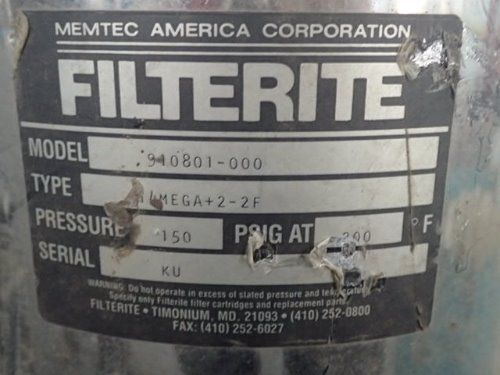 MEMTEC AMERICA CORPORATION
FILTERITE
MODEL 910801-000
TYPE MEGA+2-2F
PRESSURE 150 PSIG AT 200 °F
SERIAL KU
WARNING: Do not operate in excess of stated pressure and temperature.
Specify only Filterite filter cartridges and replacement parts.
FILTERITE • TIMONIUM, MD. 21093 • (410) 252-0800
FAX: (410) 252-6027